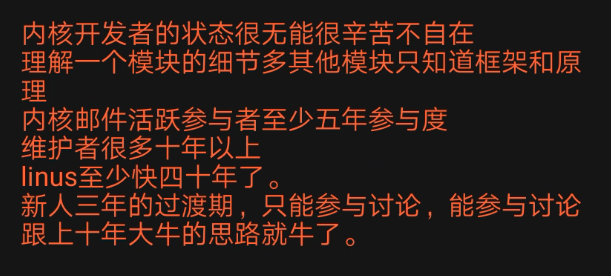 内核开发者的状态很无能很辛苦不自在
理解一个模块的细节多其他模块只知道框架和原
理
内核邮件活跃参与者至少五年参与度
维护者很多十年以上
linus至少快四十年了。
新人三年的过渡期，只能参与讨论，能参与讨论
跟上十年大牛的思路就牛了。